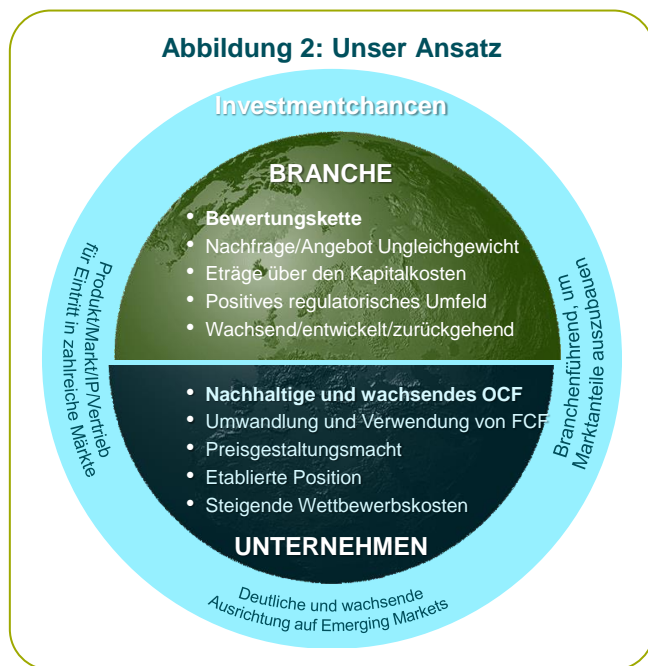 Abbildung 2: Unser Ansatz
Investmentchancen
BRANCHE
• Bewertungskette
• Nachfrage/Angebot Ungleichgewicht
• Eträge über den Kapitalkosten
• Positives regulatorisches Umfeld
• Wachsend/entwickelt/zurückgehend
Produkt/Markt/IP/Vertrieb
für Eintritt in zahlreiche Märkte
Branchenführend, um
Marktanteile auszubauen
• Nachhaltige und wachsendes OCF
• Umwandlung und Verwendung von FCF
• Preisgestaltungsmacht
• Etablierte Position
• Steigende Wettbewerbskosten
UNTERNEHMEN
Deutliche und wachsende
Ausrichtung auf Emerging Markets